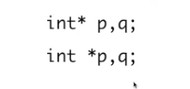 int* p,q;
int *p,q;